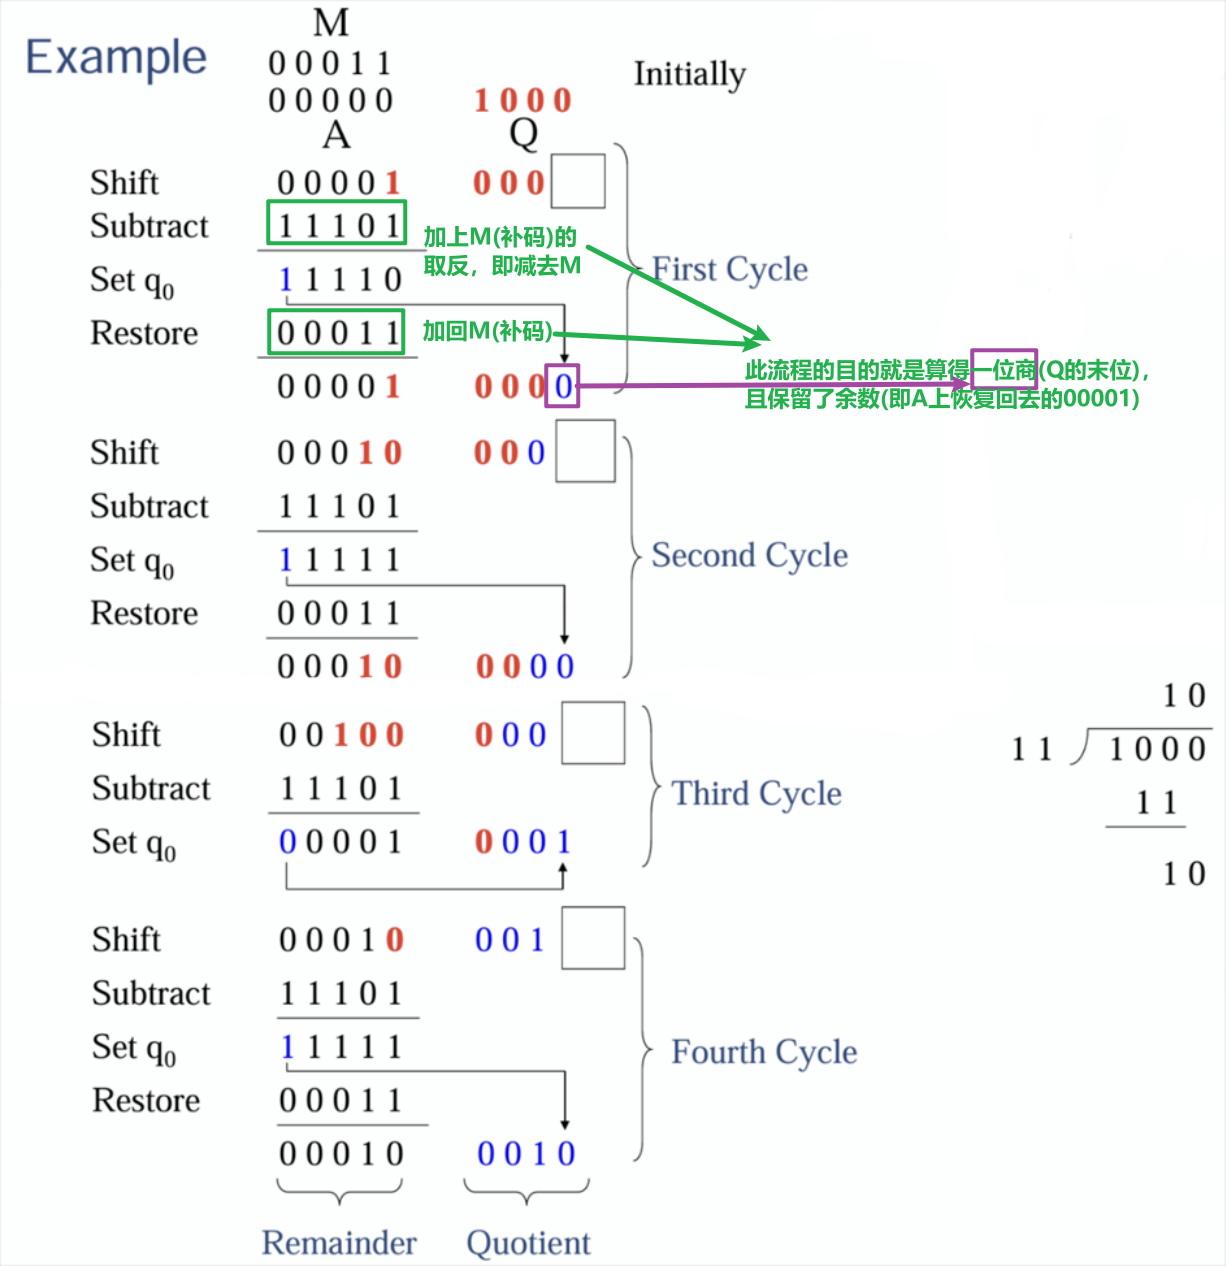 M
Example
0 0 0 1 1
0 0 0 0 0 1 0 0 0 Initially
A Q
Shift 0 0 0 0 1 0 0 0
Subtract 1 1 1 0 1
加上M(补码)的
取反，即减去M
Set q0 1 1 1 1 0
First Cycle
Restore 0 0 0 1 1 加回M(补码)
0 0 0 0 1 0 0 0 0
此流程的目的就是算得一位商(Q的末位)，
且保留了余数(即A上恢复回去的00001)
Shift 0 0 0 1 0 0 0 0
Subtract 1 1 1 0 1
Set q0 1 1 1 1 1 Second Cycle
Restore 0 0 0 1 1
0 0 0 1 0 0 0 0 0
Shift 0 0 1 0 0 0 0 0
Subtract 1 1 1 0 1 Third Cycle
Set q0 0 0 0 0 1 0 0 0 1
1 0
1 1 1 0 0 0
1 1
1 0
Shift 0 0 0 1 0 0 0 1
Subtract 1 1 1 0 1
Set q0 1 1 1 1 1 Fourth Cycle
Restore 0 0 0 1 1
0 0 0 1 0 0 0 1 0
Remainder Quotient